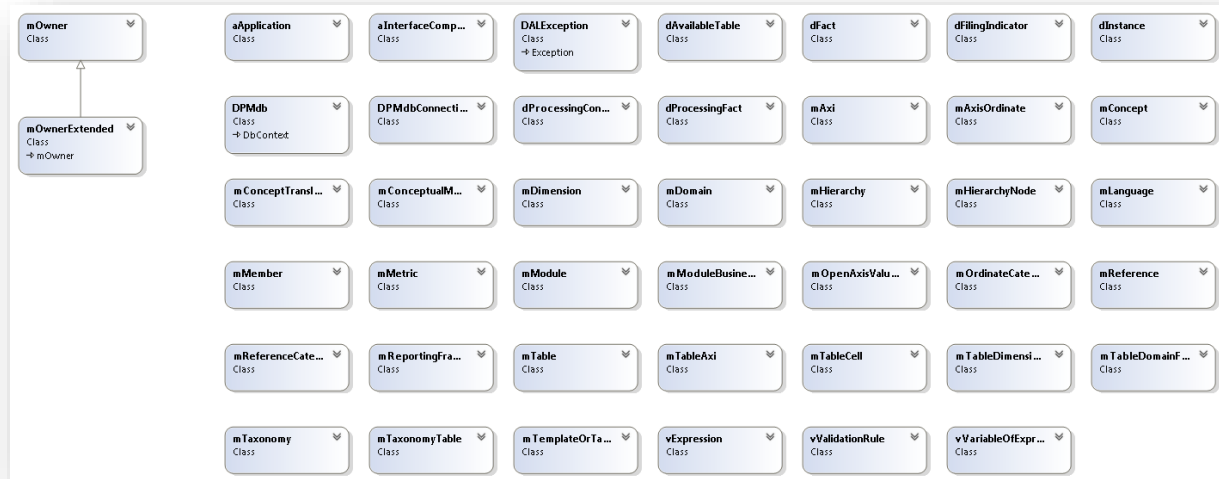 mOwner
Class
aApplication
Class
aInterfaceComp...
Class
DALException
Class
→ Exception
dAvailableTable
Class
dFact
Class
dFilingIndicator
Class
dInstance
Class
mOwnerExtended
Class
→ mOwner
DPMdb
Class
→ DbContext
DPMdbConnecti...
Class
dProcessingCon...
Class
dProcessingFact
Class
mAxi
Class
mAxisOrdinate
Class
mConcept
Class
mConceptTransl...
Class
mConceptualM...
Class
mDimension
Class
mDomain
Class
mHierarchy
Class
mHierarchyNode
Class
mLanguage
Class
mMember
Class
mMetric
Class
mModule
Class
mModuleBusine...
Class
mOpenAxisValu...
Class
mOrdinateCate...
Class
mReference
Class
mReferenceCate...
Class
mReportingFra...
Class
mTable
Class
mTableAxi
Class
mTableCell
Class
mTableDimensi...
Class
mTableDomainF...
Class
mTaxonomy
Class
mTaxonomyTable
Class
mTemplateOrTa...
Class
vExpression
Class
vValidationRule
Class
vVariableOfExpr...
Class